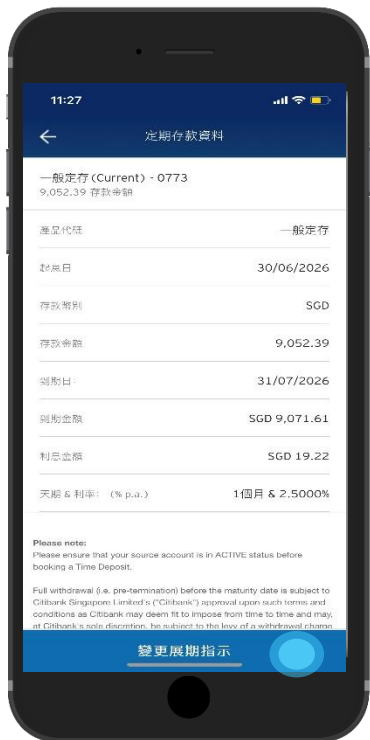 11:27
定期存款資料
一般定存 (Current) - 0773
9,052.39 存款金額
產品代碼 一般定存
起息日 30/06/2026
存款幣別 SGD
存款金額 9,052.39
到期日: 31/07/2026
到期金額 SGD 9,071.61
利息金額 SGD 19.22
天期 & 利率: (% p.a.) 1個月 & 2.5000%
Please note:
Please ensure that your source account is in ACTIVE status before
booking a Time Deposit.
Full withdrawal (i.e. pre-termination) before the maturity date is subject to
Citibank Singapore Limited's ("Citibank") approval upon such terms and
conditions as Citibank may deem fit to impose from time to time and may,
at Citibank's sole discretion, be subject to the levy of a withdrawal charge
變更展期指示